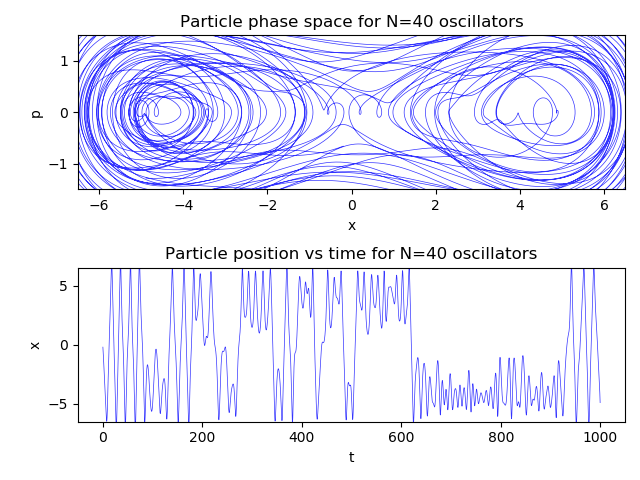 Particle phase space for N=40 oscillators
1
0
−1
p
−6 −4 −2 0 2 4 6
x
Particle position vs time for N=40 oscillators
5
0
−5
x
0 200 400 600 800 1000
t